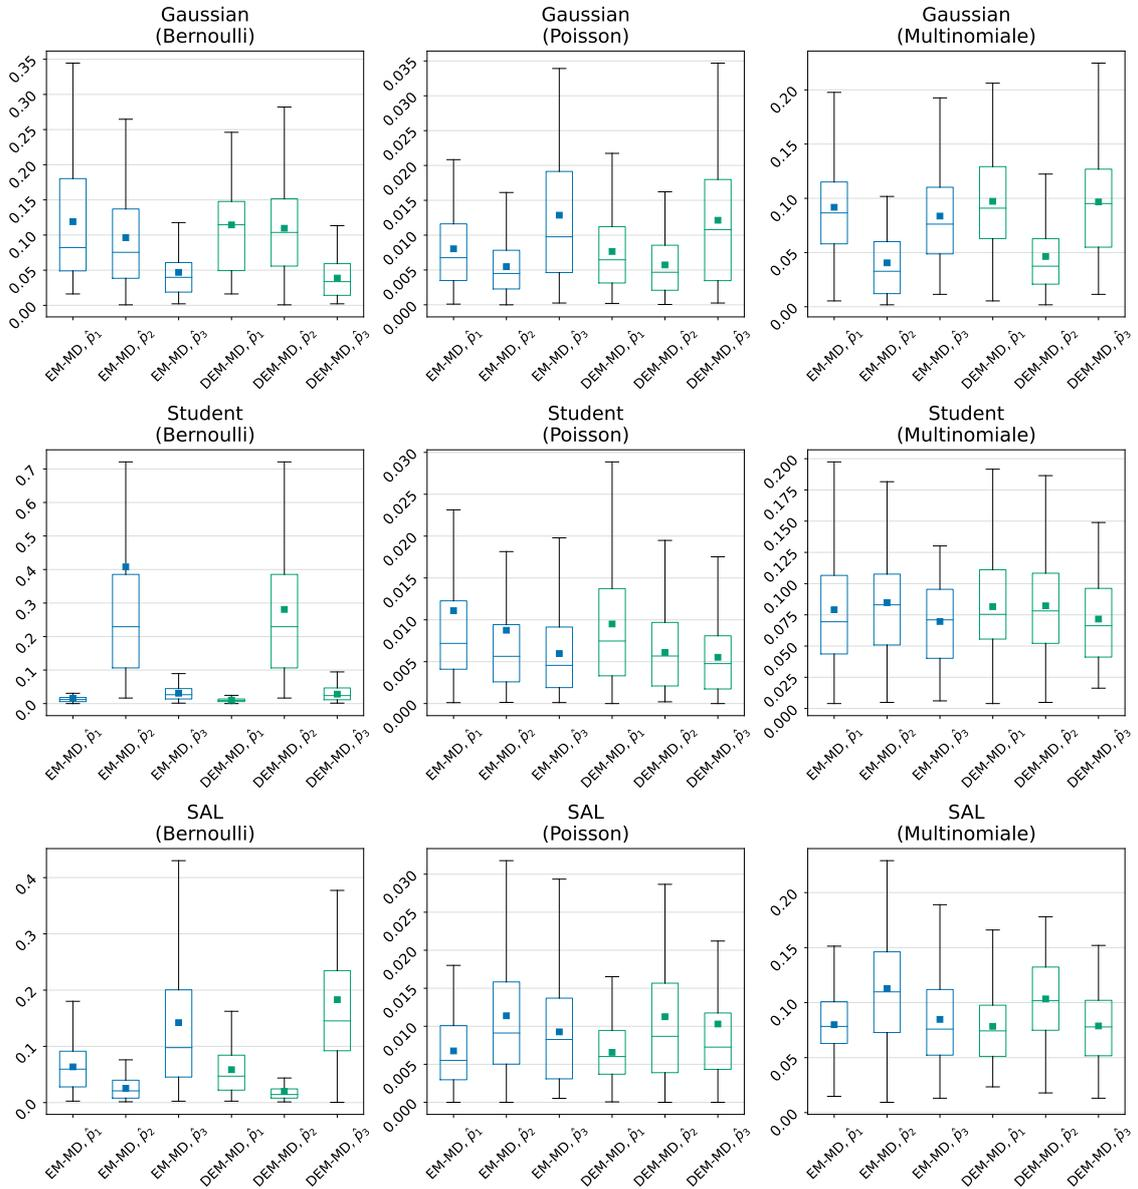 Gaussian
(Bernoulli)
0.35
0.30
0.25
0.20
0.15
0.10
0.05
0.00
EM-MD, p̂1
EM-MD, p̂2
EM-MD, p̂3
DEM-MD, p̂1
DEM-MD, p̂2
DEM-MD, p̂3
Gaussian
(Poisson)
0.035
0.030
0.025
0.020
0.015
0.010
0.005
0.000
EM-MD, p̂1
EM-MD, p̂2
EM-MD, p̂3
DEM-MD, p̂1
DEM-MD, p̂2
DEM-MD, p̂3
Gaussian
(Multinomiale)
0.20
0.15
0.10
0.05
0.00
EM-MD, p̂1
EM-MD, p̂2
EM-MD, p̂3
DEM-MD, p̂1
DEM-MD, p̂2
DEM-MD, p̂3
Student
(Bernoulli)
0.7
0.6
0.5
0.4
0.3
0.2
0.1
0.0
EM-MD, p̂1
EM-MD, p̂2
EM-MD, p̂3
DEM-MD, p̂1
DEM-MD, p̂2
DEM-MD, p̂3
Student
(Poisson)
0.030
0.025
0.020
0.015
0.010
0.005
0.000
EM-MD, p̂1
EM-MD, p̂2
EM-MD, p̂3
DEM-MD, p̂1
DEM-MD, p̂2
DEM-MD, p̂3
Student
(Multinomiale)
0.200
0.175
0.150
0.125
0.100
0.075
0.050
0.025
0.000
EM-MD, p̂1
EM-MD, p̂2
EM-MD, p̂3
DEM-MD, p̂1
DEM-MD, p̂2
DEM-MD, p̂3
SAL
(Bernoulli)
0.4
0.3
0.2
0.1
0.0
EM-MD, p̂1
EM-MD, p̂2
EM-MD, p̂3
DEM-MD, p̂1
DEM-MD, p̂2
DEM-MD, p̂3
SAL
(Poisson)
0.030
0.025
0.020
0.015
0.010
0.005
0.000
EM-MD, p̂1
EM-MD, p̂2
EM-MD, p̂3
DEM-MD, p̂1
DEM-MD, p̂2
DEM-MD, p̂3
SAL
(Multinomiale)
0.20
0.15
0.10
0.05
0.00
EM-MD, p̂1
EM-MD, p̂2
EM-MD, p̂3
DEM-MD, p̂1
DEM-MD, p̂2
DEM-MD, p̂3